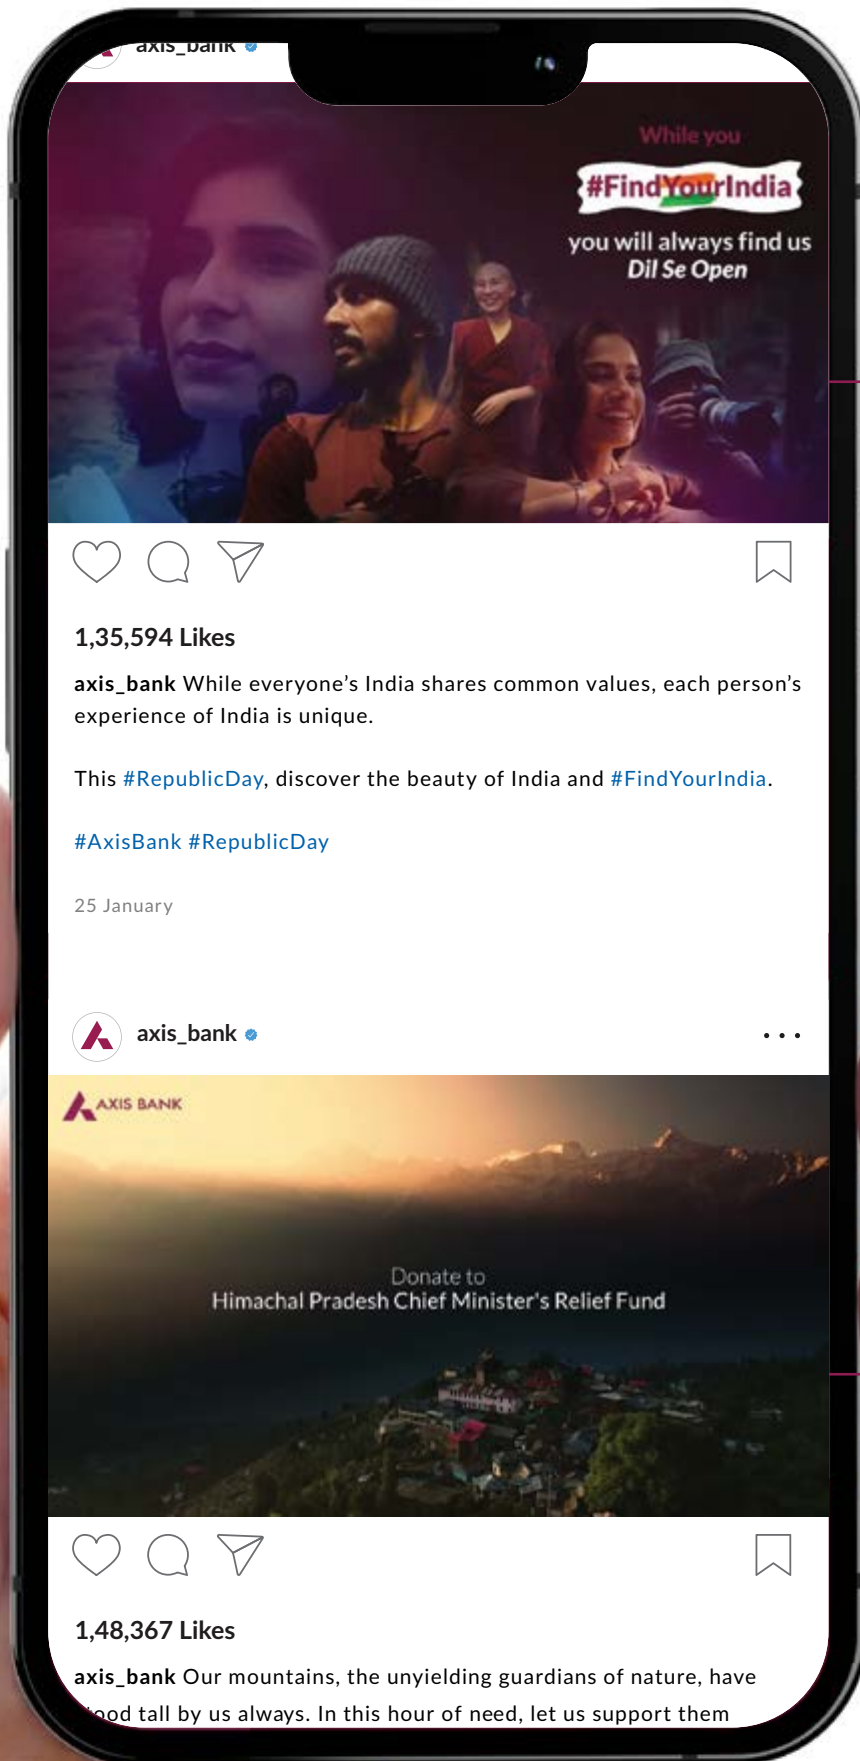 axis_bank
While you
#FindYourIndia
you will always find us
Dil Se Open
1,35,594 Likes
axis_bank While everyone’s India shares common values, each person’s
experience of India is unique.
This #RepublicDay, discover the beauty of India and #FindYourIndia.
#AxisBank #RepublicDay
25 January
axis_bank
AXIS BANK
Donate to
Himachal Pradesh Chief Minister's Relief Fund
1,48,367 Likes
axis_bank Our mountains, the unyielding guardians of nature, have
stood tall by us always. In this hour of need, let us support them